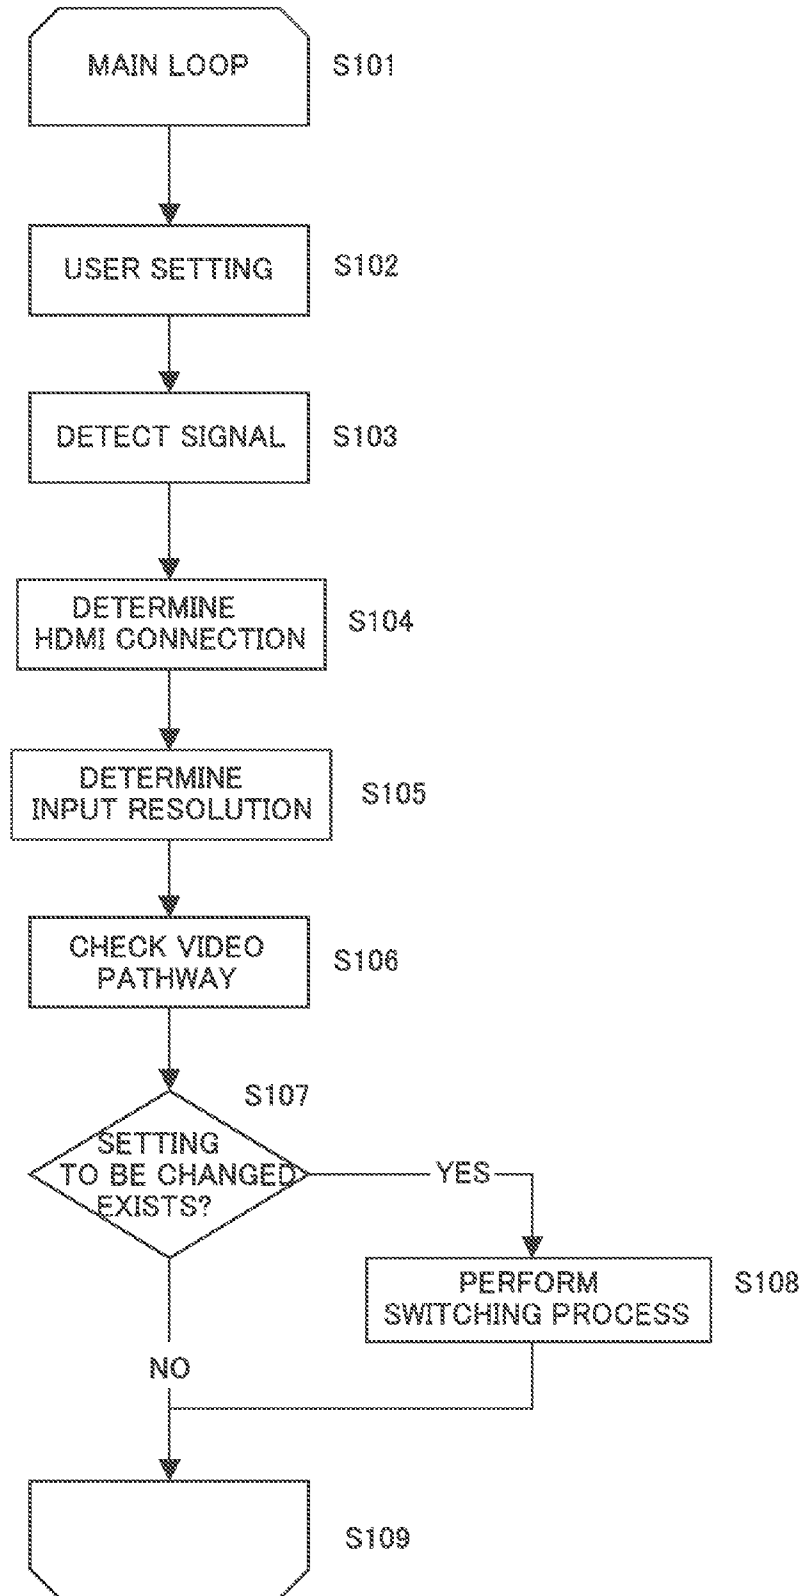 MAIN LOOP
S101
USER SETTING
S102
DETECT SIGNAL
S103
DETERMINE
HDMI CONNECTION
S104
DETERMINE
INPUT RESOLUTION
S105
CHECK VIDEO
PATHWAY
S106
S107
SETTING
TO BE CHANGED
EXISTS?
YES
PERFORM
SWITCHING PROCESS
S108
NO
S109